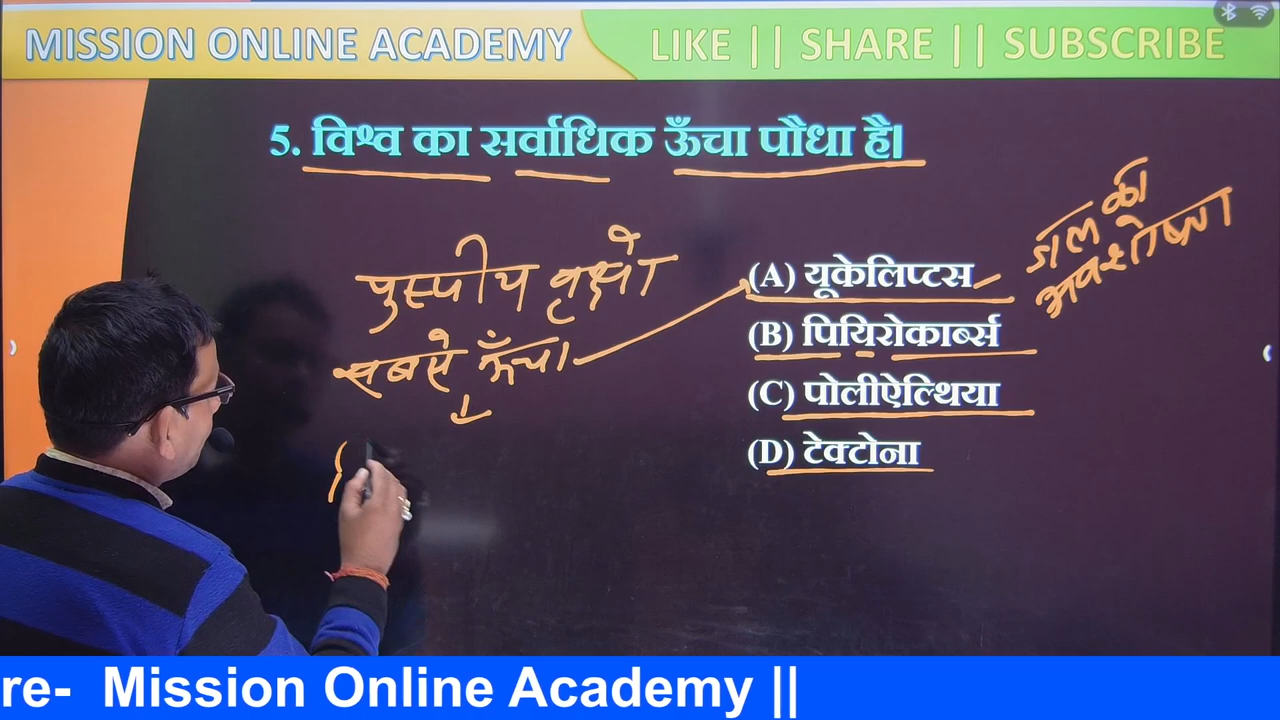 MISSION ONLINE ACADEMY
LIKE || SHARE || SUBSCRIBE
5. विश्व का सर्वाधिक ऊँचा पौधा है।
पुस्पीय वृक्षो
सबसे ऊँचा
(A) यूकेलिप्टस
(B) पियिरोकार्ब्स
(C) पोलीऐल्थिया
(D) टेक्टोना
जल का
अवशोषण
re- Mission Online Academy ||